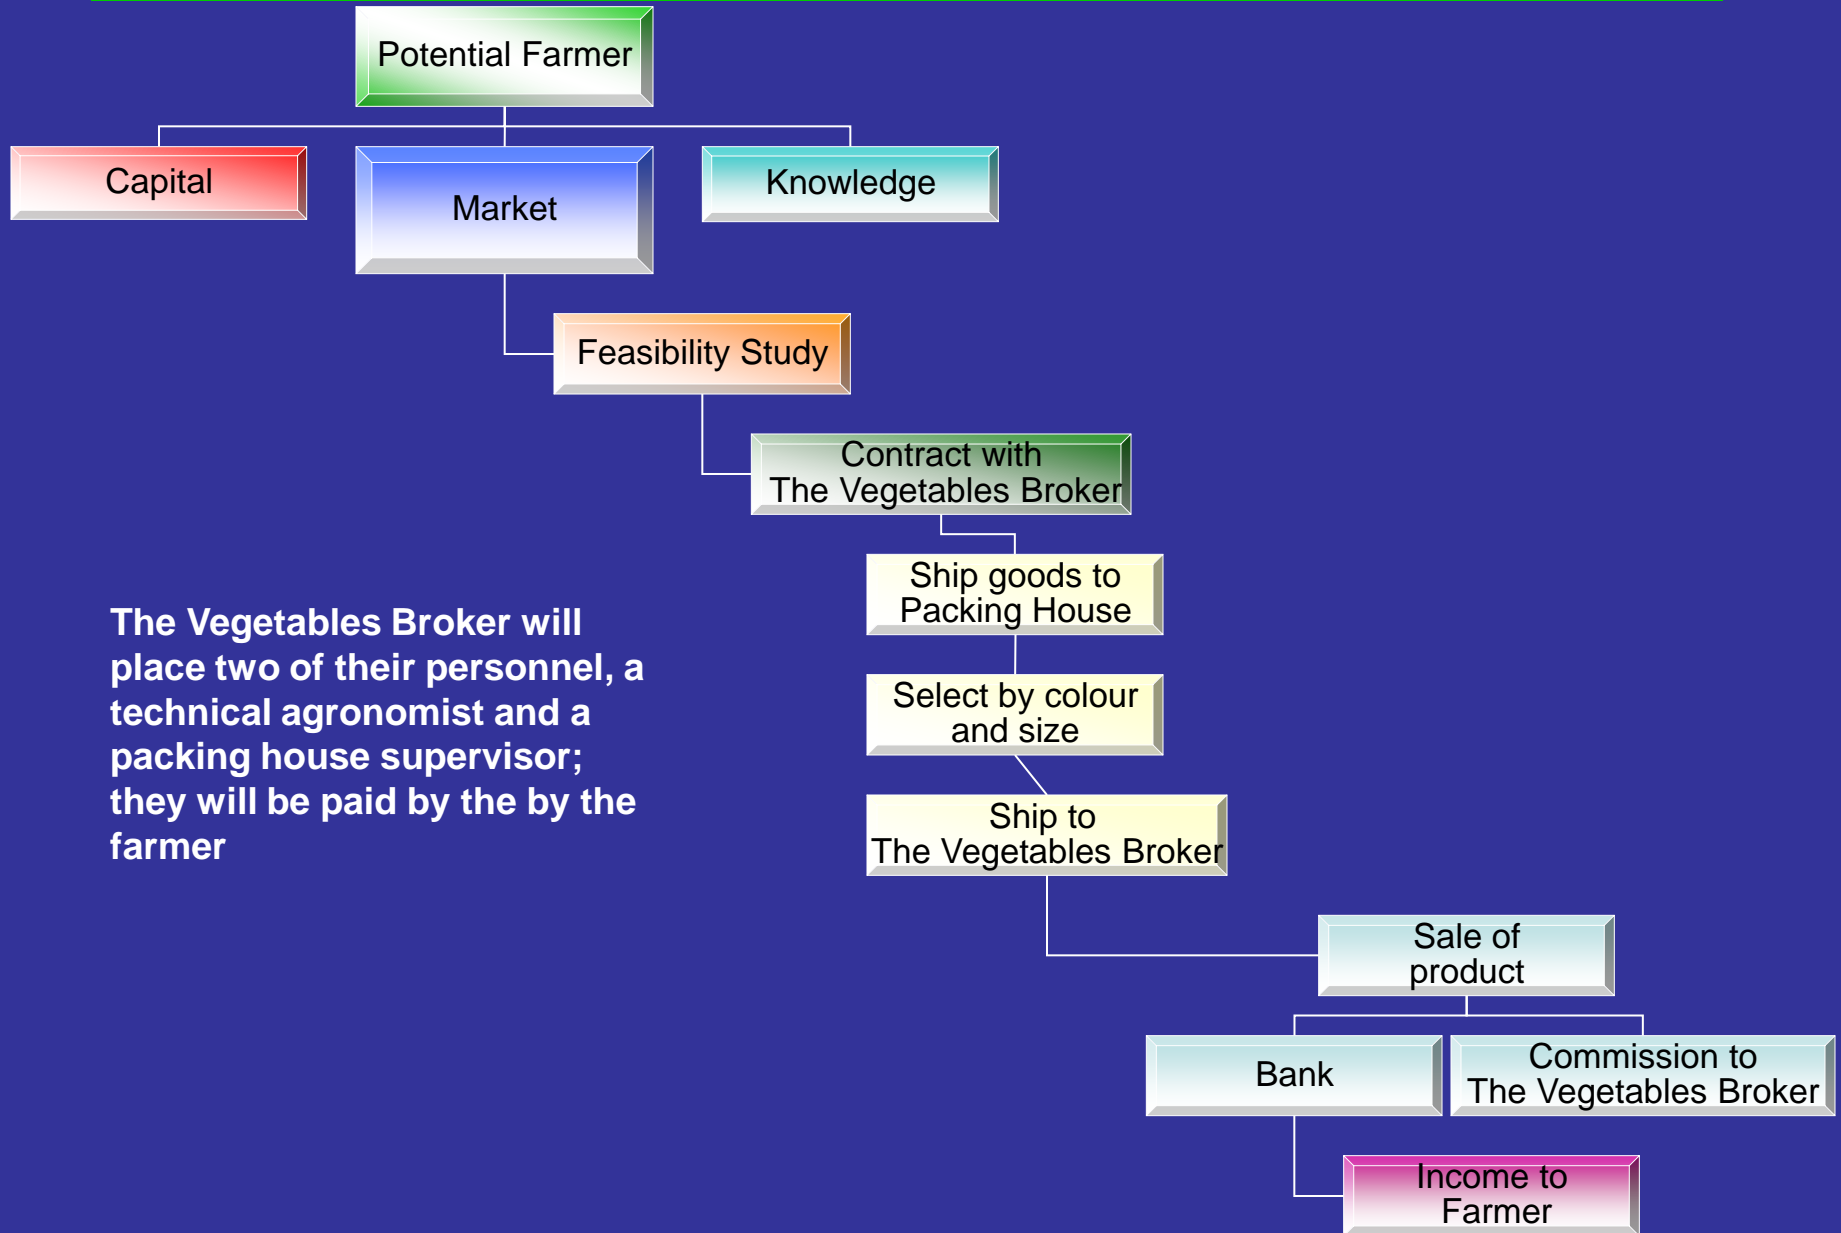 Potential Farmer
Capital
Market
Knowledge
Feasibility Study
Contract with
The Vegetables Broker
Ship goods to
Packing House
Select by colour
and size
Ship to
The Vegetables Broker
The Vegetables Broker will
place two of their personnel, a
technical agronomist and a
packing house supervisor;
they will be paid by the by the
farmer
Sale of
product
Bank
Commission to
The Vegetables Broker
Income to
Farmer